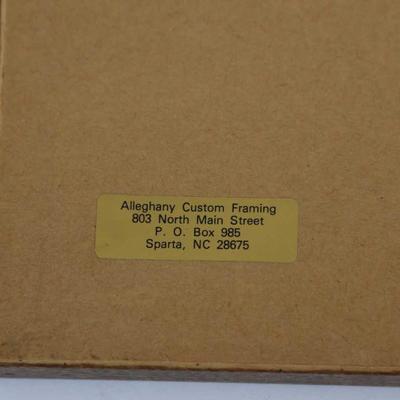 Alleghany Custom Framing
803 North Main Street
P. O. Box 985
Sparta, NC 28675